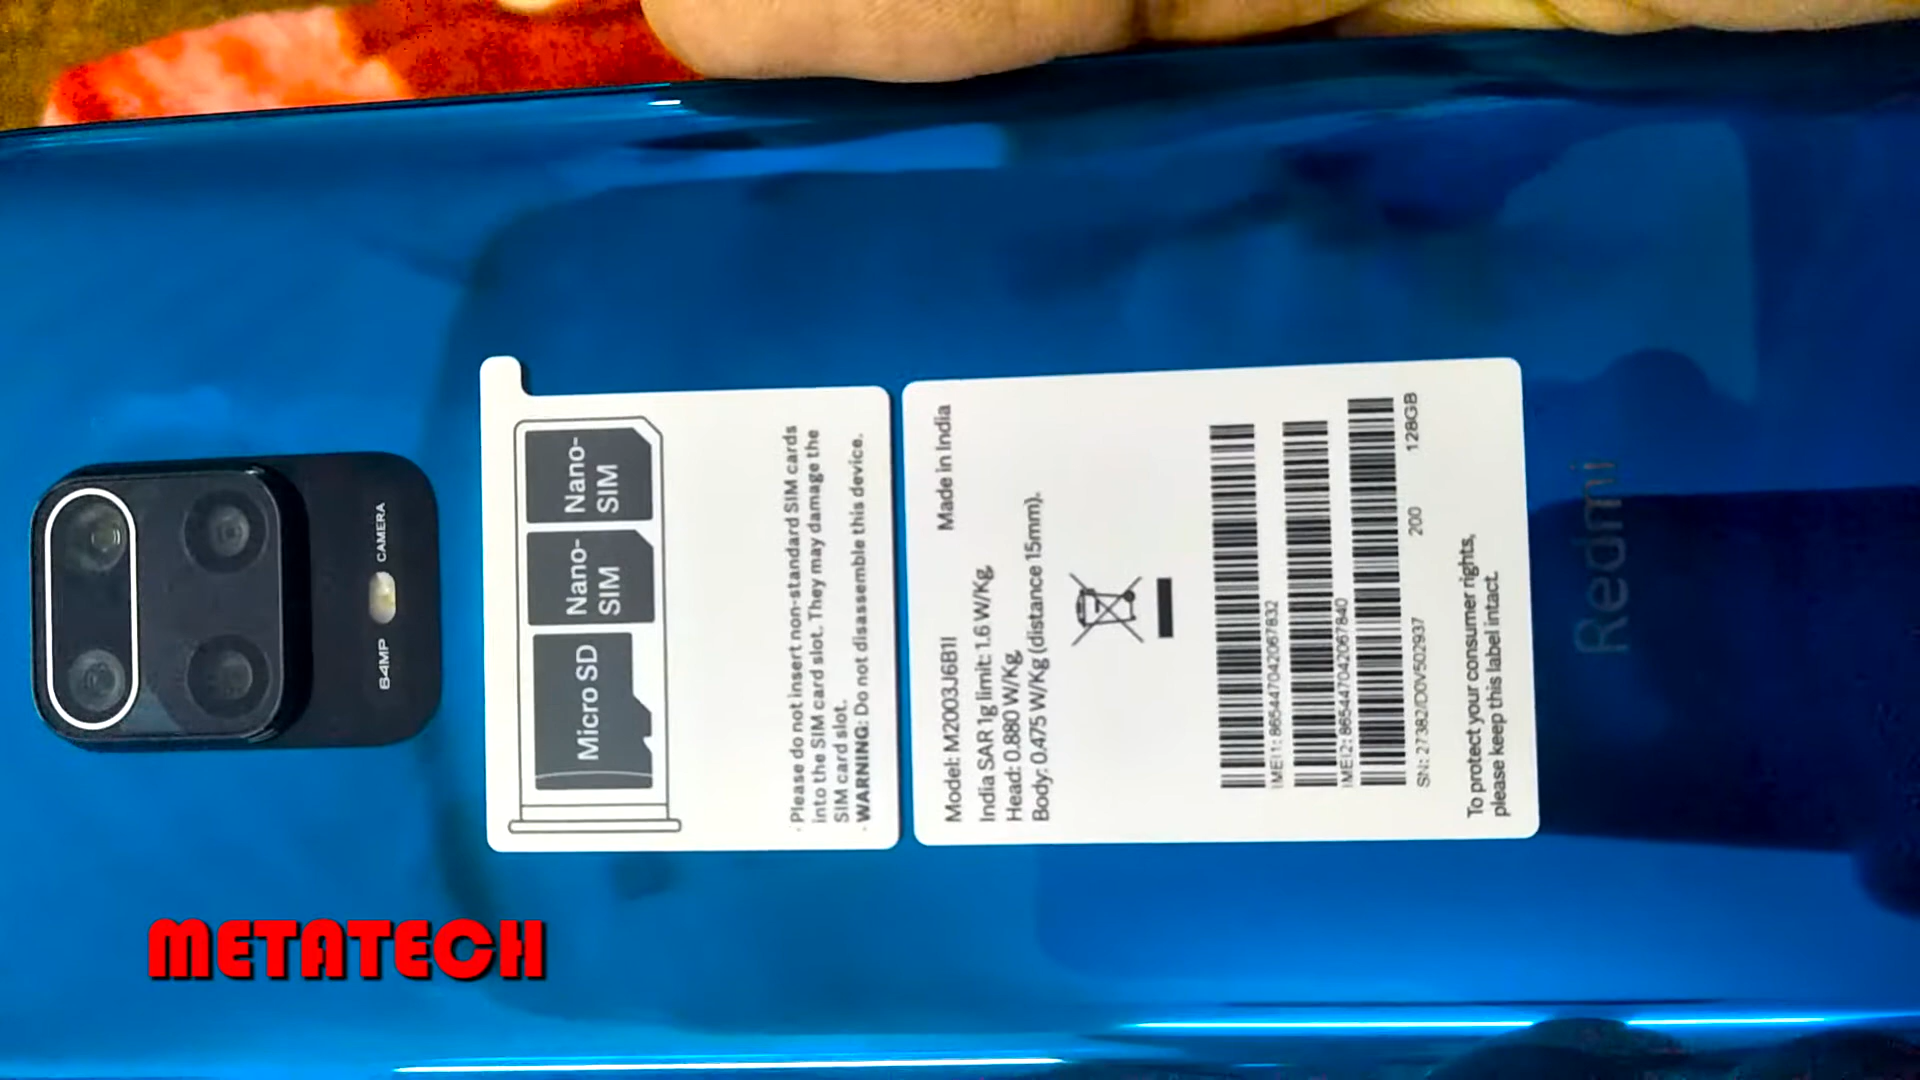 64MP CAMERA
Nano-
SIM
Nano-
SIM
Micro SD
· Please do not insert non-standard SIM cards
into the SIM card slot. They may damage the
SIM card slot.
· WARNING: Do not disassemble this device.
Model: M2003J6B1I Made in India
India SAR 1g limit: 1.6 W/Kg
Head: 0.880 W/Kg
Body: 0.475 W/Kg (distance 15mm).
IMEI1: 865447042067832
IMEI2: 865447042067840
SN: 27382/D0V502937 200 128GB
To protect your consumer rights,
please keep this label intact.
Redmi
METATECH